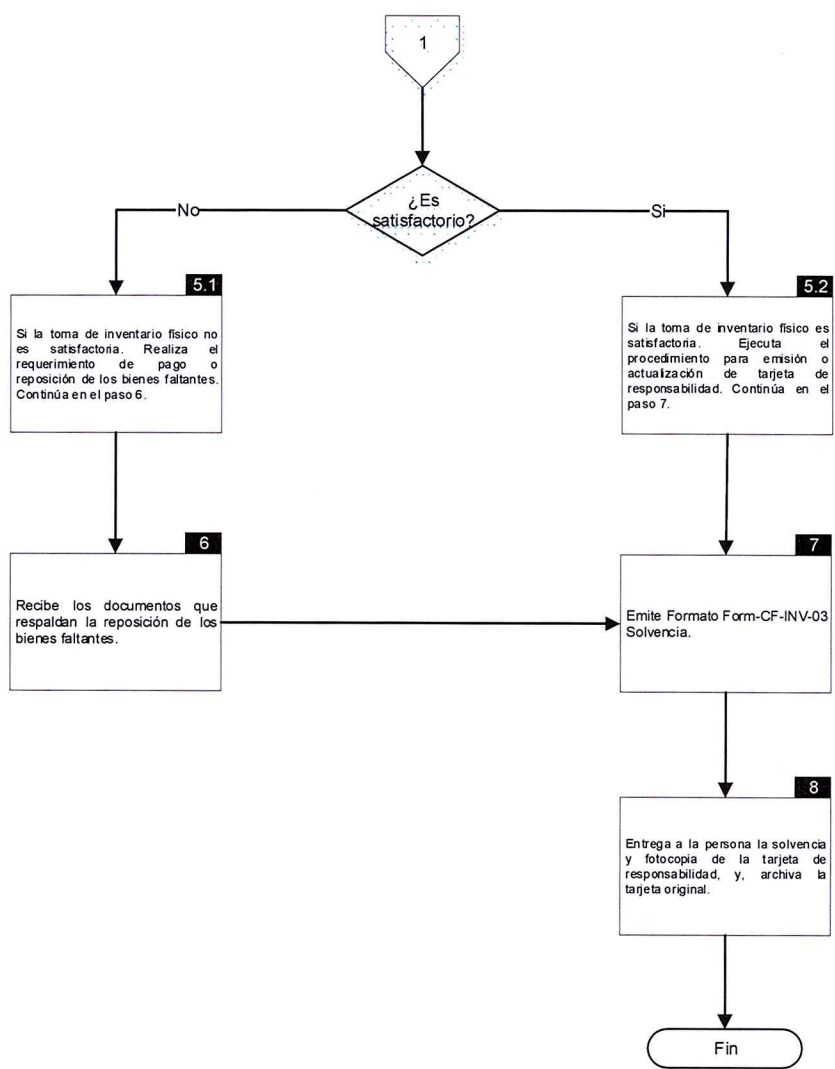 1
¿Es
satisfactorio?
No
Si
5.1
Si la toma de inventario físico no
es satisfactoria. Realiza el
requerimiento de pago o
reposición de los bienes faltantes.
Continúa en el paso 6.
5.2
Si la toma de inventario físico es
satisfactoria. Ejecuta el
procedimiento para emisión o
actualización de tarjeta de
responsabilidad. Continúa en el
paso 7.
6
Recibe los documentos que
respaldan la reposición de los
bienes faltantes.
7
Emite Formato Form-CF-INV-03
Solvencia.
8
Entrega a la persona la solvencia
y fotocopia de la tarjeta de
responsabilidad, y, archiva la
tarjeta original.
Fin